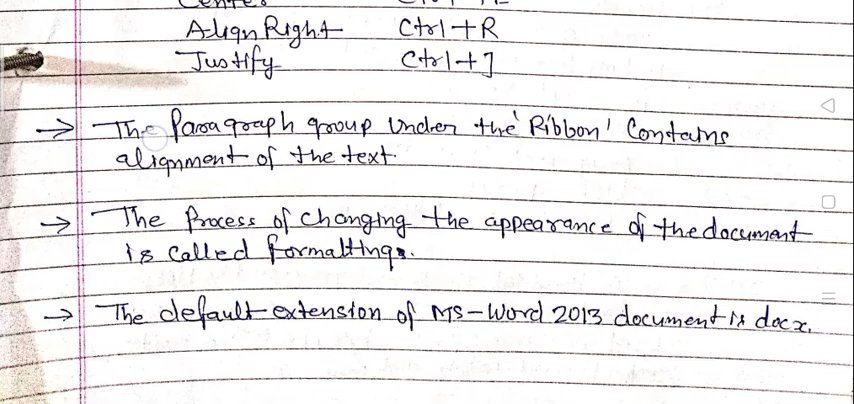 Center
Align Right Ctrl+R
Justify Ctrl+J
→ The Paragraph group under the 'Ribbon' Contains
alignment of the text.
→ The Process of changing the appearance of the document
is called formatting.
→ The default extension of MS-Word 2013 document is docx.